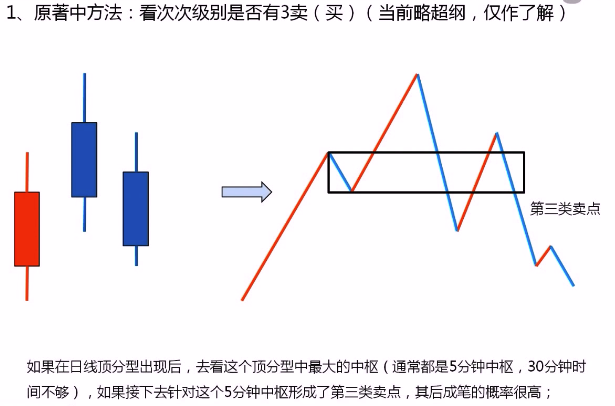 1、原著中方法：看次次级别是否有3卖（买）（当前略超纲，仅作了解）
第三类卖点
如果在日线顶分型出现后，去看这个顶分型中最大的中枢（通常都是5分钟中枢，30分钟时
间不够），如果接下去针对这个5分钟中枢形成了第三类卖点，其后成笔的概率很高；